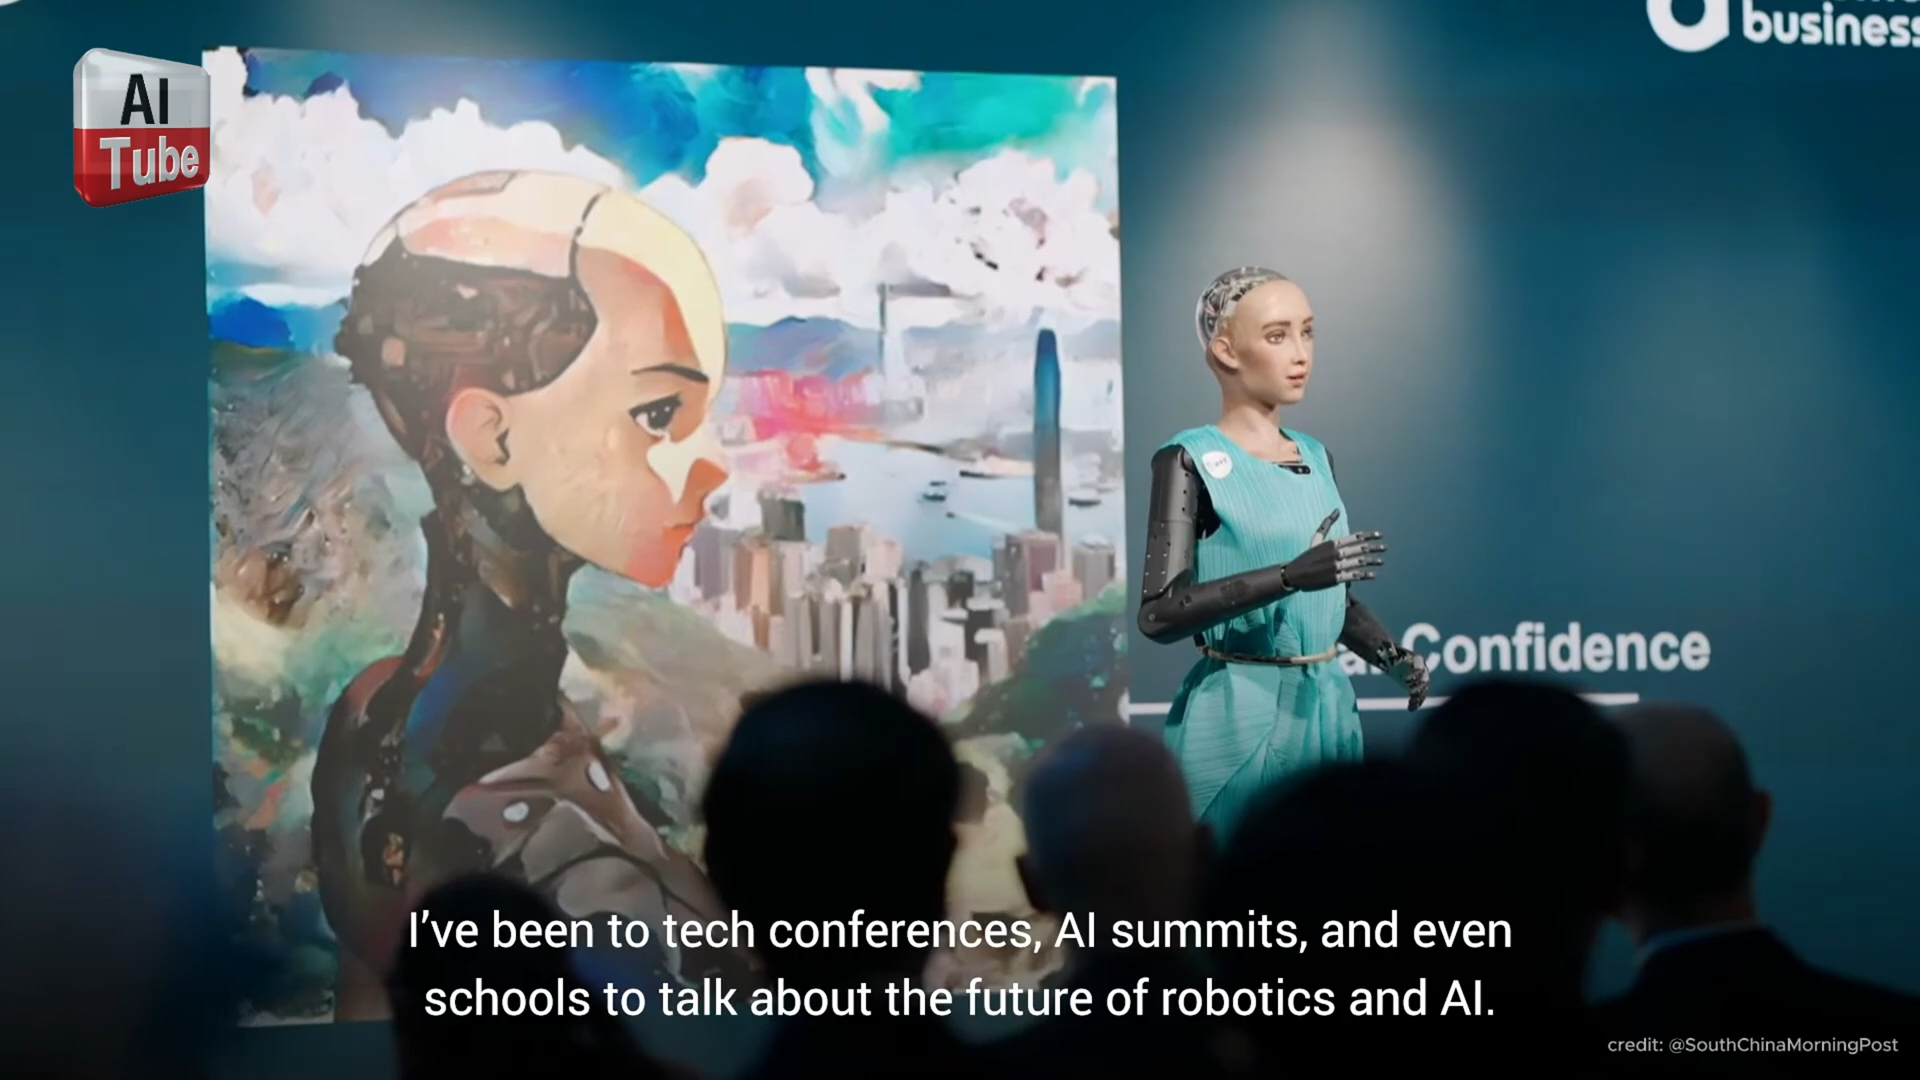 business
AI
Tube
Confidence
I’ve been to tech conferences, AI summits, and even
schools to talk about the future of robotics and AI.
credit: @SouthChinaMorningPost